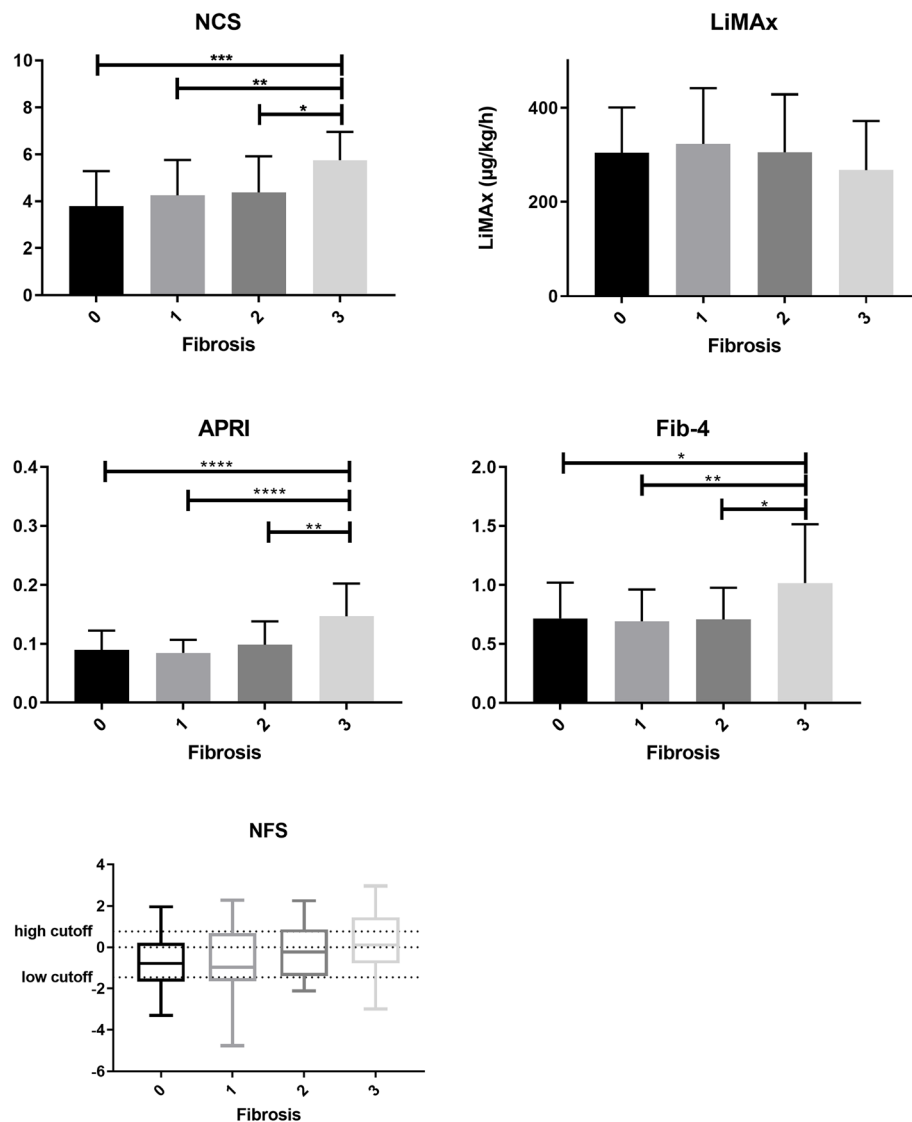 NCS
10
8
6
4
2
0
***
**
*
0 1 2 3
Fibrosis
LiMAx
LiMAx (µg/kg/h)
400
200
0
0 1 2 3
Fibrosis
APRI
0.4
0.3
0.2
0.1
0.0
****
****
**
0 1 2 3
Fibrosis
Fib-4
2.0
1.5
1.0
0.5
0.0
*
**
*
0 1 2 3
Fibrosis
NFS
4
2
high cutoff
0
low cutoff
-2
-4
-6
0 1 2 3
Fibrosis